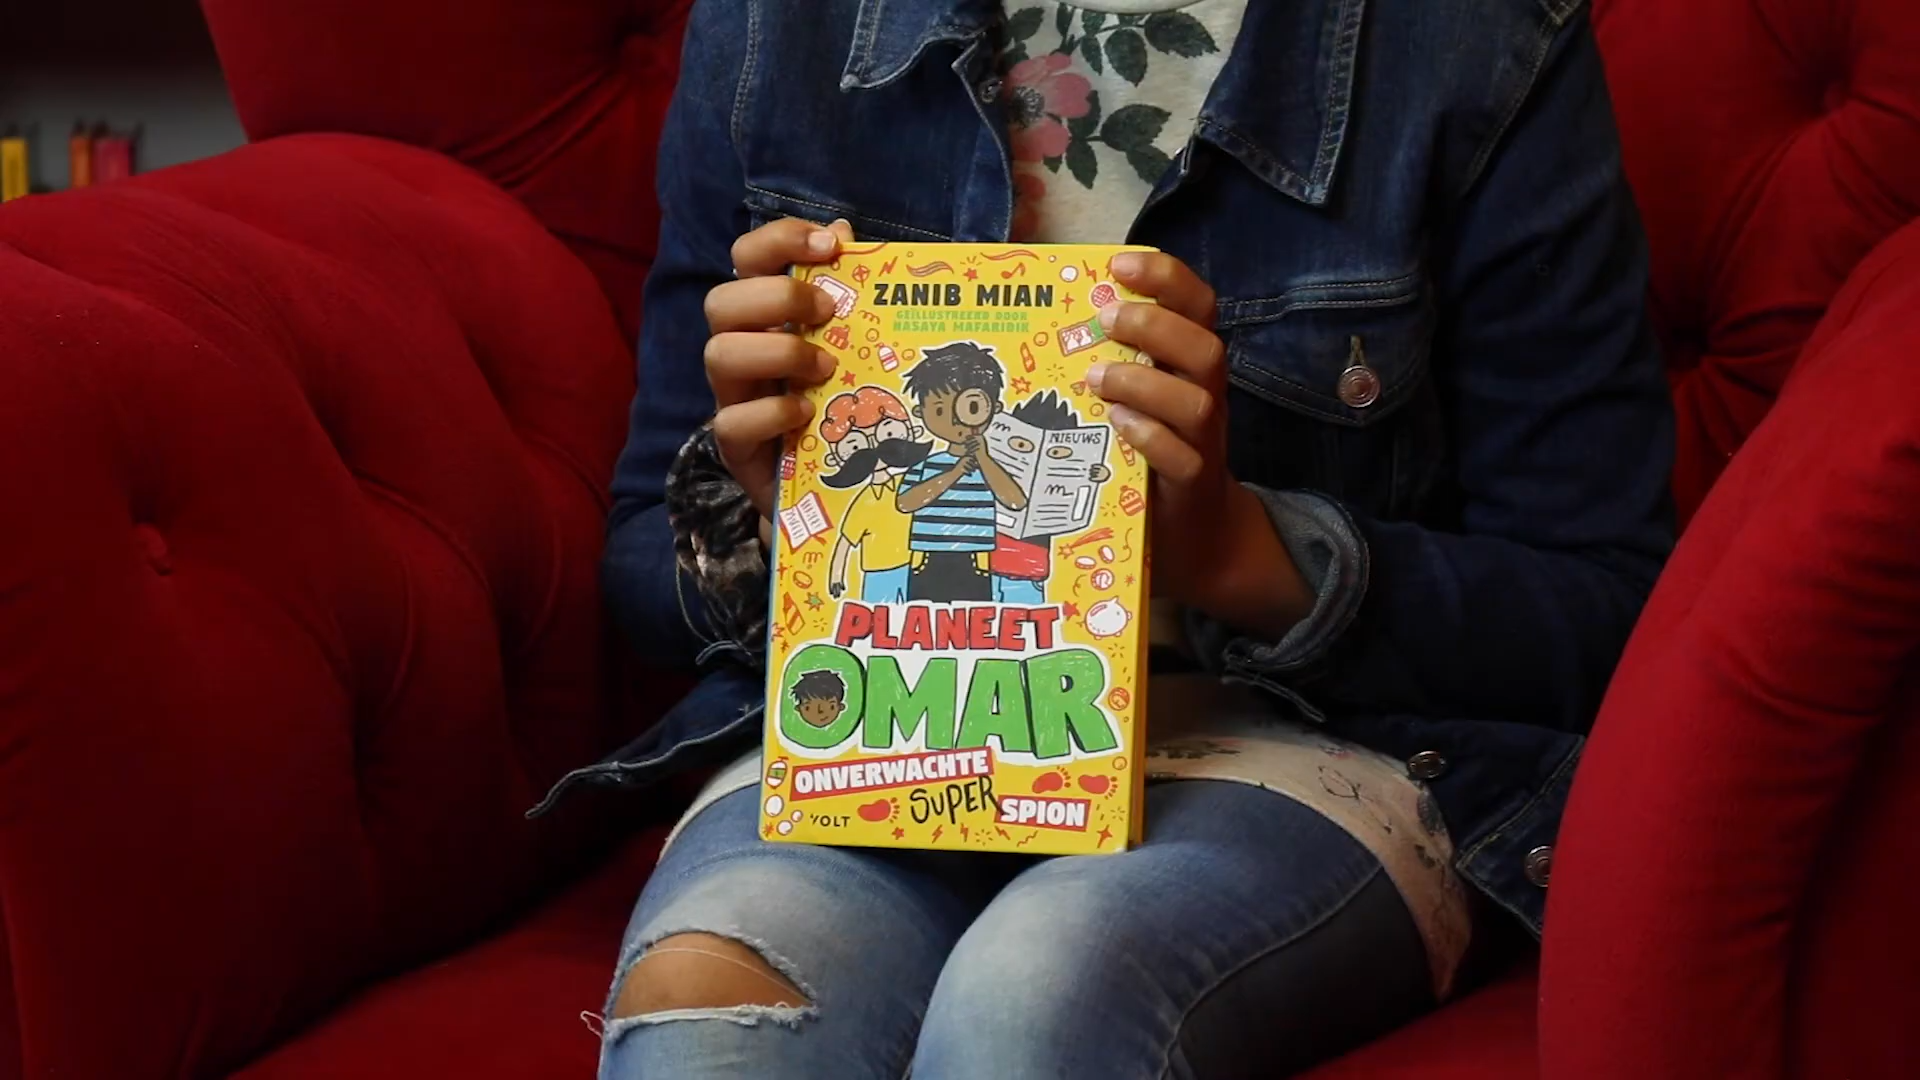 ZANIB MIAN
GEÏLLUSTREERD DOOR
NASAYA MAFARIDIK
NIEUWS
PLANEET
OMAR
ONVERWACHTE
SUPER
SPION
VOLT